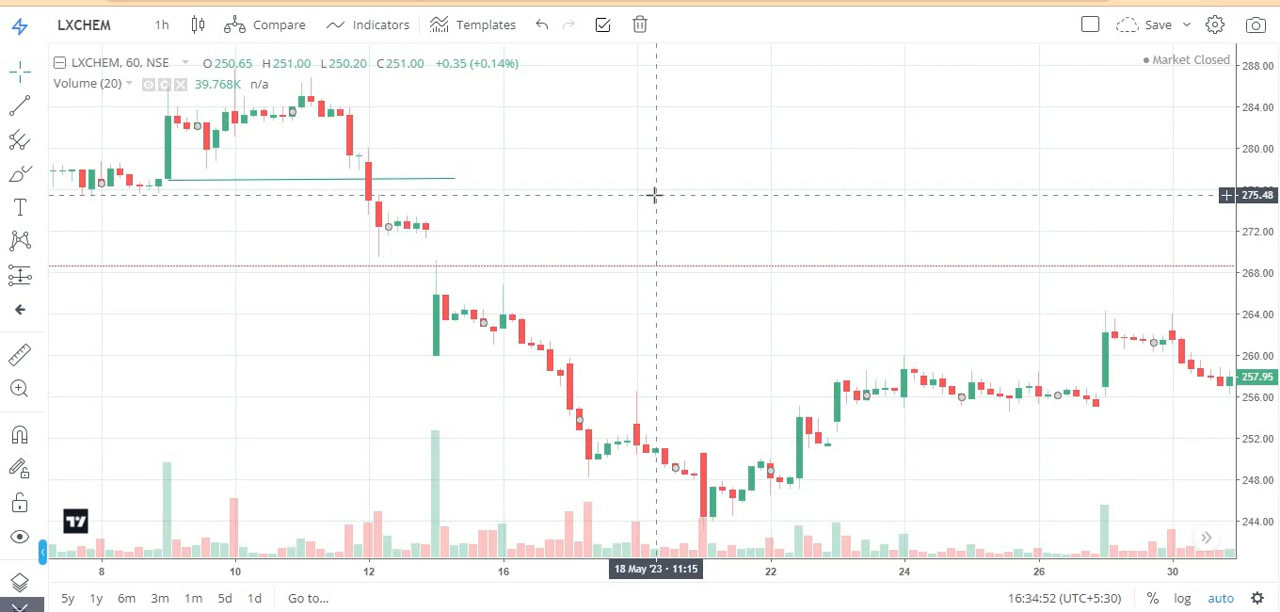 LXCHEM 1h Compare Indicators Templates Save
LXCHEM, 60, NSE O250.65 H251.00 L250.20 C251.00 +0.35 (+0.14%)
Market Closed
Volume (20) 39.768K n/a
288.00
284.00
280.00
275.48
272.00
268.00
264.00
260.00
257.95
256.00
252.00
248.00
244.00
8 10 12 16 18 May '23 - 11:15 22 24 26 30
5y 1y 6m 3m 1m 5d 1d Go to... 16:34:52 (UTC+5:30) % log auto